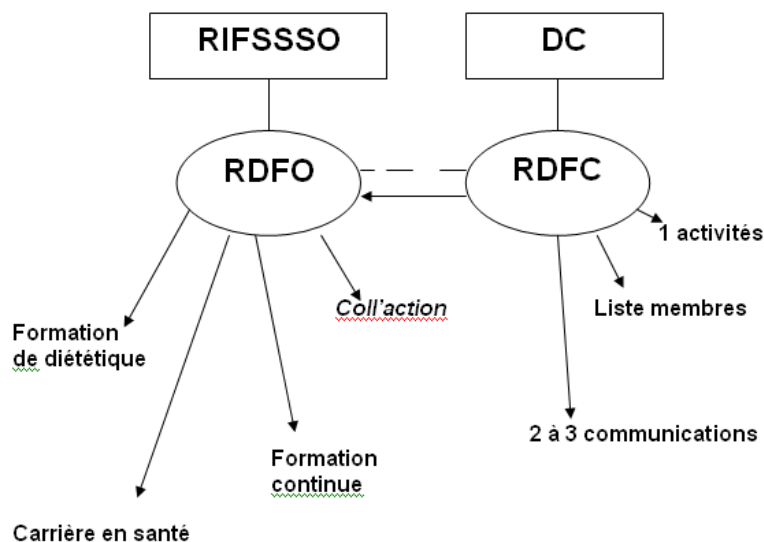 RIFSSSO
DC
RDFO
RDFC
1 activités
Coll'action
Liste membres
Formation
de diététique
2 à 3 communications
Formation
continue
Carrière en santé